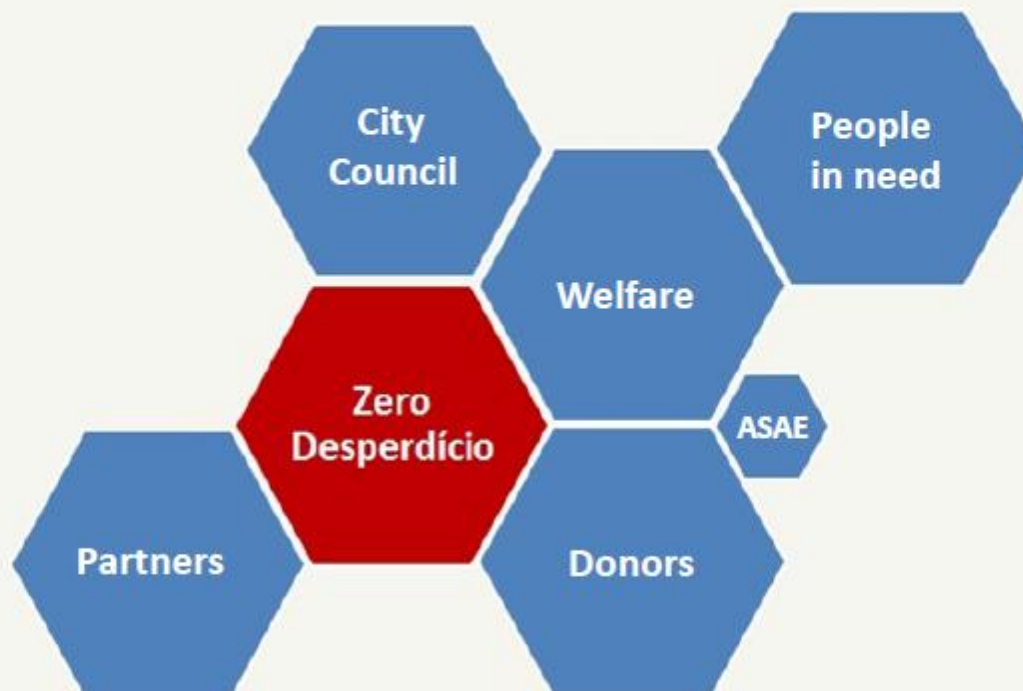 City
Council
People
in need
Welfare
Zero
Desperdício
ASAE
Partners
Donors